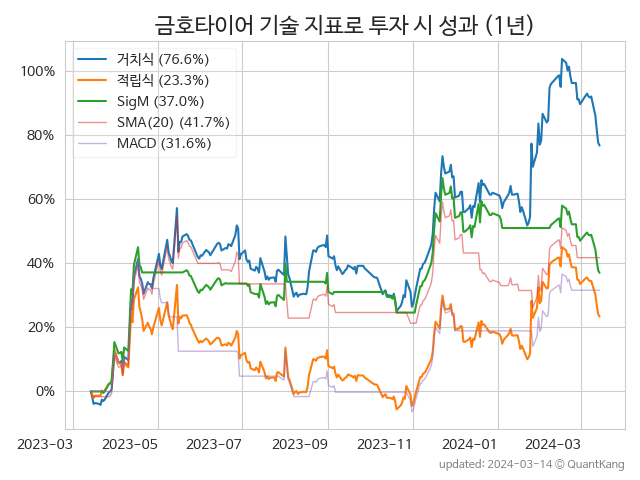 금호타이어 기술 지표로 투자 시 성과 (1년)
거치식 (76.6%)
적립식 (23.3%)
SigM (37.0%)
SMA(20) (41.7%)
MACD (31.6%)
100%
80%
60%
40%
20%
0%
2023-03 2023-05 2023-07 2023-09 2023-11 2024-01 2024-03
updated: 2024-03-14 © QuantKang